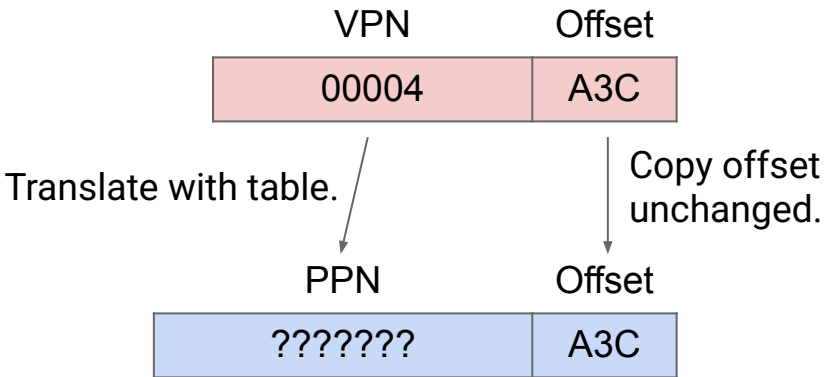 VPN Offset
00004 A3C
Translate with table.
Copy offset
unchanged.
PPN Offset
??????? A3C